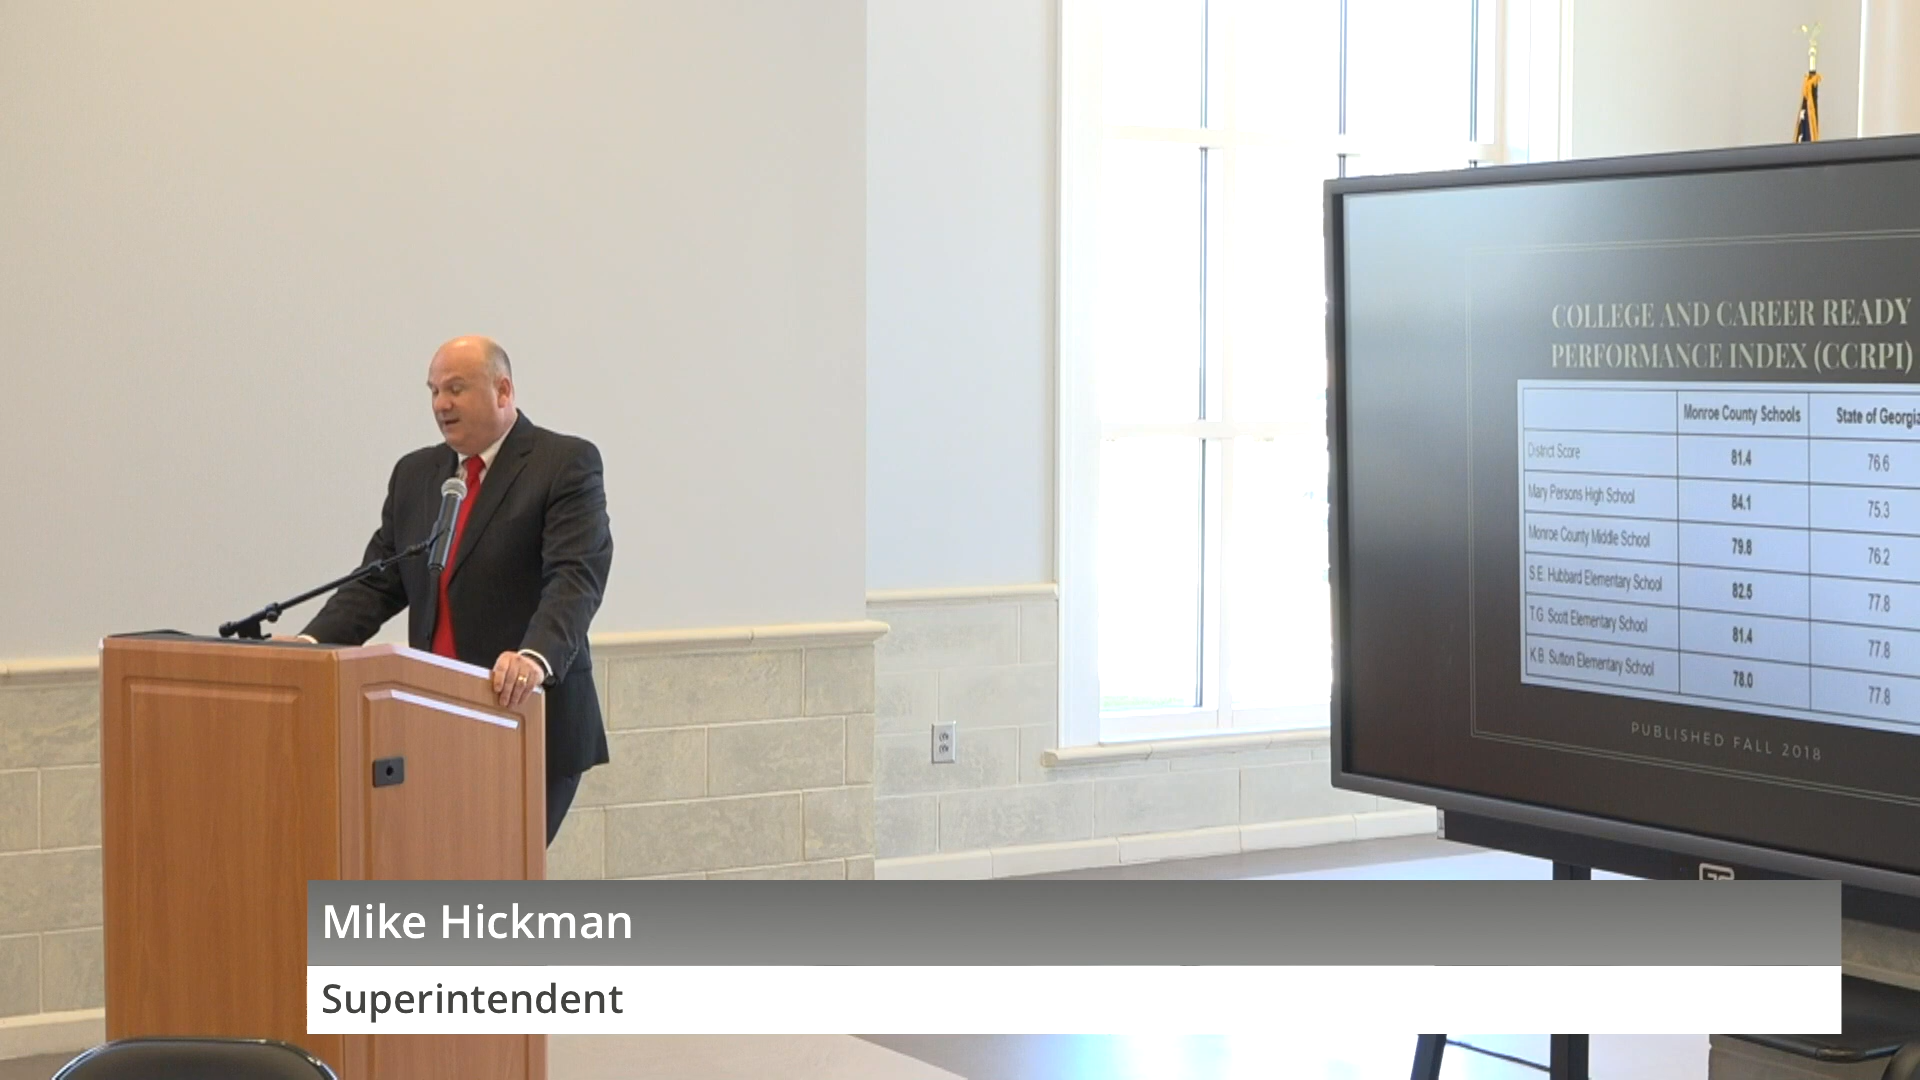 COLLEGE AND CAREER READY
PERFORMANCE INDEX (CCRPI)
Monroe County Schools State of Georgia
District Score 81.4 76.6
Mary Persons High School 84.1 75.3
Monroe County Middle School 79.8 76.2
S.E. Hubbard Elementary School 82.5 77.8
T.G. Scott Elementary School 81.4 77.8
K.B. Sutton Elementary School 78.0 77.8
PUBLISHED FALL 2018
Mike Hickman
Superintendent